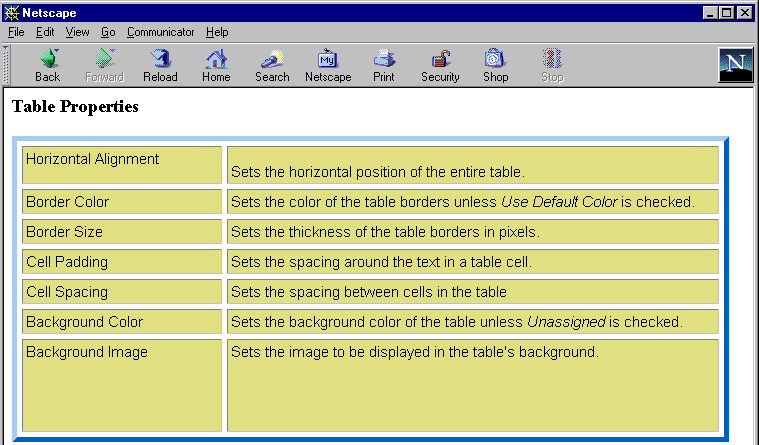 Netscape
File Edit View Go Communicator Help
Back Forward Reload Home Search Netscape Print Security Shop Stop
My
N
Table Properties
Horizontal Alignment Sets the horizontal position of the entire table.
Border Color Sets the color of the table borders unless Use Default Color is checked.
Border Size Sets the thickness of the table borders in pixels.
Cell Padding Sets the spacing around the text in a table cell.
Cell Spacing Sets the spacing between cells in the table
Background Color Sets the background color of the table unless Unassigned is checked.
Background Image Sets the image to be displayed in the table's background.